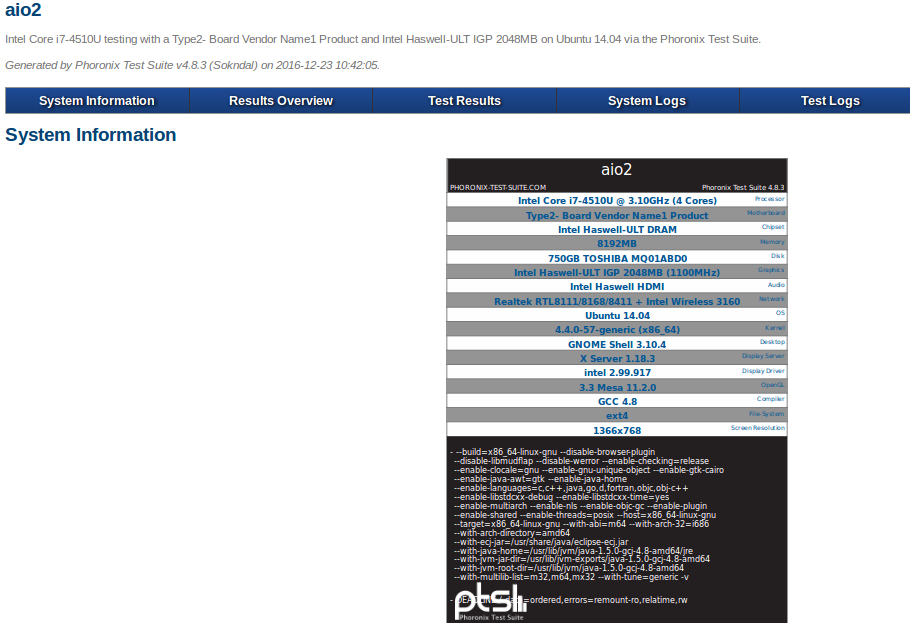 aio2
Intel Core i7-4510U testing with a Type2- Board Vendor Name1 Product and Intel Haswell-ULT IGP 2048MB on Ubuntu 14.04 via the Phoronix Test Suite.
Generated by Phoronix Test Suite v4.8.3 (Sokndal) on 2016-12-23 10:42:05.
System Information Results Overview Test Results System Logs Test Logs
System Information
aio2
PHORONIX-TEST-SUITE.COM Phoronix Test Suite 4.8.3
Intel Core i7-4510U @ 3.10GHz (4 Cores) Processor
Type2- Board Vendor Name1 Product Motherboard
Intel Haswell-ULT DRAM Chipset
8192MB Memory
750GB TOSHIBA MQ01ABD0 Disk
Intel Haswell-ULT IGP 2048MB (1100MHz) Graphics
Intel Haswell HDMI Audio
Realtek RTL8111/8168/8411 + Intel Wireless 3160 Network
Ubuntu 14.04 OS
4.4.0-57-generic (x86_64) Kernel
GNOME Shell 3.10.4 Desktop
X Server 1.18.3 Display Server
intel 2.99.917 Display Driver
3.3 Mesa 11.2.0 OpenGL
GCC 4.8 Compiler
ext4 File-System
1366x768 Screen Resolution
- --build=x86_64-linux-gnu --disable-browser-plugin
--disable-libmudflap --disable-werror --enable-checking=release
--enable-clocale=gnu --enable-gnu-unique-object --enable-gtk-cairo
--enable-java-awt=gtk --enable-java-home
--enable-languages=c,c++,java,go,d,fortran,objc,obj-c++
--enable-libstdcxx-debug --enable-libstdcxx-time=yes
--enable-multiarch --enable-nls --enable-objc-gc --enable-plugin
--enable-shared --enable-threads=posix --host=x86_64-linux-gnu
--target=x86_64-linux-gnu --with-abi=m64 --with-arch-32=i686
--with-arch-directory=amd64
--with-ecj-jar=/usr/share/java/eclipse-ecj.jar
--with-java-home=/usr/lib/jvm/java-1.5.0-gcj-4.8-amd64/jre
--with-jvm-jar-dir=/usr/lib/jvm-exports/java-1.5.0-gcj-4.8-amd64
--with-jvm-root-dir=/usr/lib/jvm/java-1.5.0-gcj-4.8-amd64
--with-multilib-list=m32,m64,mx32 --with-tune=generic -v
=ordered,errors=remount-ro,relatime,rw
pts
Phoronix Test Suite